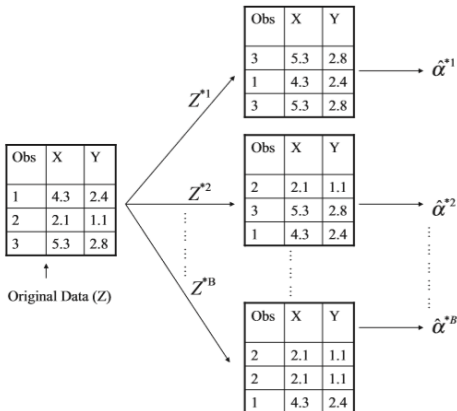 Obs X Y
3 5.3 2.8
1 4.3 2.4
3 5.3 2.8
Z*1
α̂*1
Obs X Y
1 4.3 2.4
2 2.1 1.1
3 5.3 2.8
Original Data (Z)
Z*2
Obs X Y
2 2.1 1.1
3 5.3 2.8
1 4.3 2.4
α̂*2
Z*B
Obs X Y
2 2.1 1.1
2 2.1 1.1
1 4.3 2.4
α̂*B